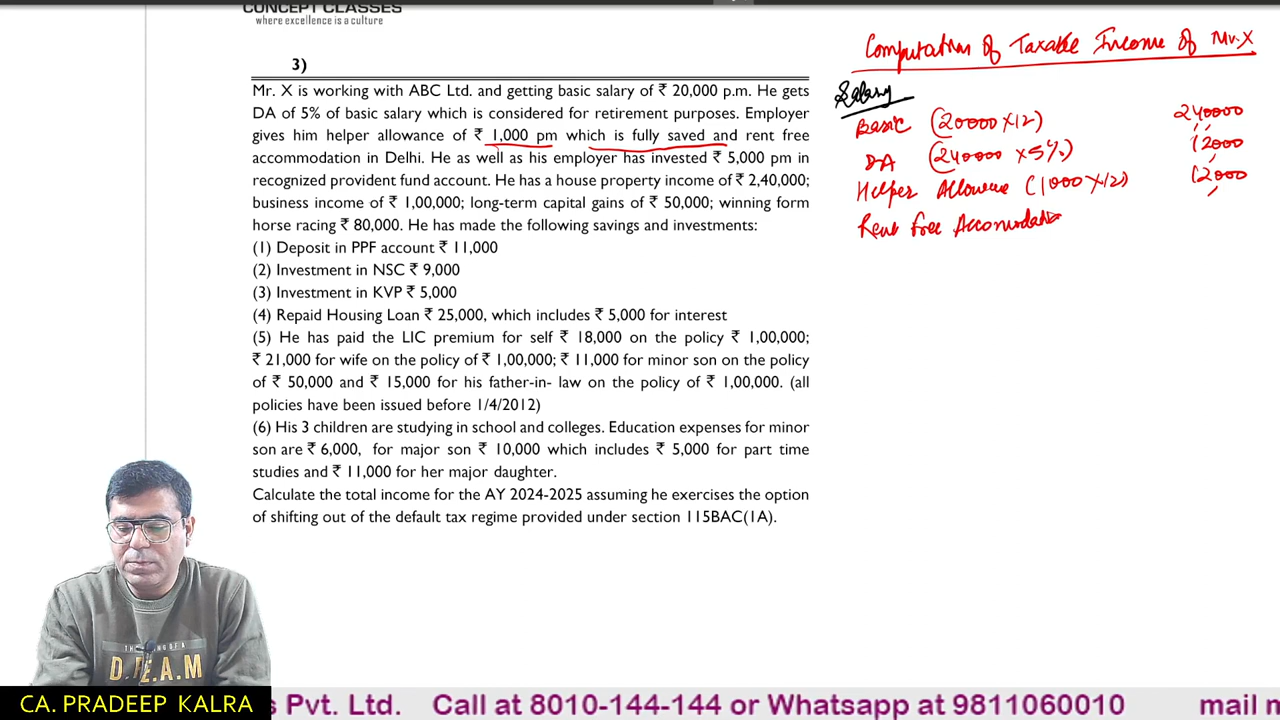 CONCEPT CLASSES
where excellence is a culture
3)
Mr. X is working with ABC Ltd. and getting basic salary of ₹ 20,000 p.m. He gets
DA of 5% of basic salary which is considered for retirement purposes. Employer
gives him helper allowance of ₹ 1,000 pm which is fully saved and rent free
accommodation in Delhi. He as well as his employer has invested ₹ 5,000 pm in
recognized provident fund account. He has a house property income of ₹ 2,40,000;
business income of ₹ 1,00,000; long-term capital gains of ₹ 50,000; winning form
horse racing ₹ 80,000. He has made the following savings and investments:
(1) Deposit in PPF account ₹ 11,000
(2) Investment in NSC ₹ 9,000
(3) Investment in KVP ₹ 5,000
(4) Repaid Housing Loan ₹ 25,000, which includes ₹ 5,000 for interest
(5) He has paid the LIC premium for self ₹ 18,000 on the policy ₹ 1,00,000;
₹ 21,000 for wife on the policy of ₹ 1,00,000; ₹ 11,000 for minor son on the policy
of ₹ 50,000 and ₹ 15,000 for his father-in- law on the policy of ₹ 1,00,000. (all
policies have been issued before 1/4/2012)
(6) His 3 children are studying in school and colleges. Education expenses for minor
son are ₹ 6,000, for major son ₹ 10,000 which includes ₹ 5,000 for part time
studies and ₹ 11,000 for her major daughter.
Calculate the total income for the AY 2024-2025 assuming he exercises the option
of shifting out of the default tax regime provided under section 115BAC(1A).
Computation of Taxable Income of Mr. X
Salary
Basic (20000 X 12) 240000
DA (240000 X 5%) 12000
Helper Allowance (1000 X 12) 12000
Rent free Accomodation
D.R.E.A.M
CA. PRADEEP KALRA
s Pvt. Ltd. Call at 8010-144-144 or Whatsapp at 9811060010 mail